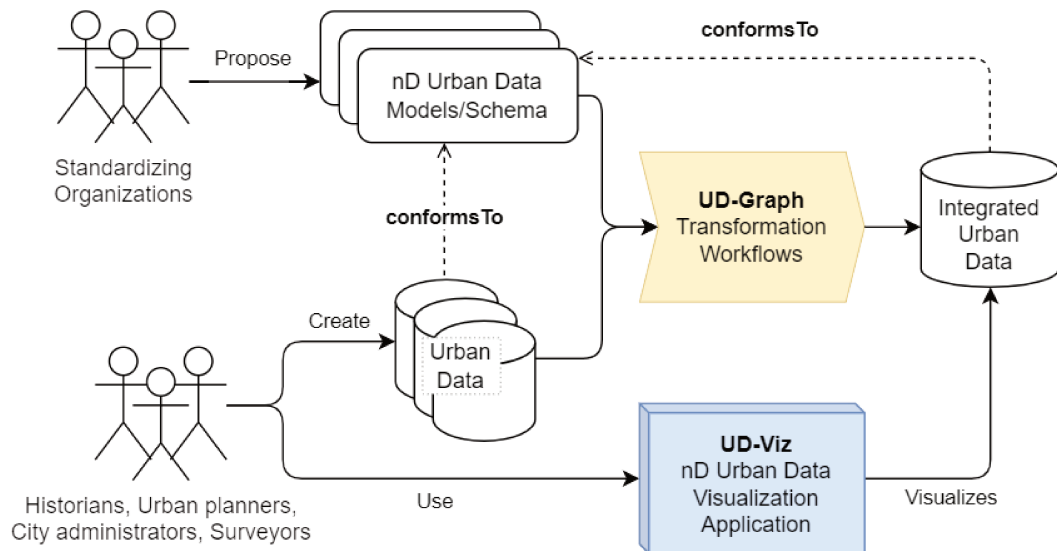 conformsTo
Propose
nD Urban Data
Models/Schema
Standardizing
Organizations
conformsTo
UD-Graph
Transformation
Workflows
Integrated
Urban
Data
Create
Urban
Data
UD-Viz
nD Urban Data
Visualization
Application
Use
Visualizes
Historians, Urban planners,
City administrators, Surveyors